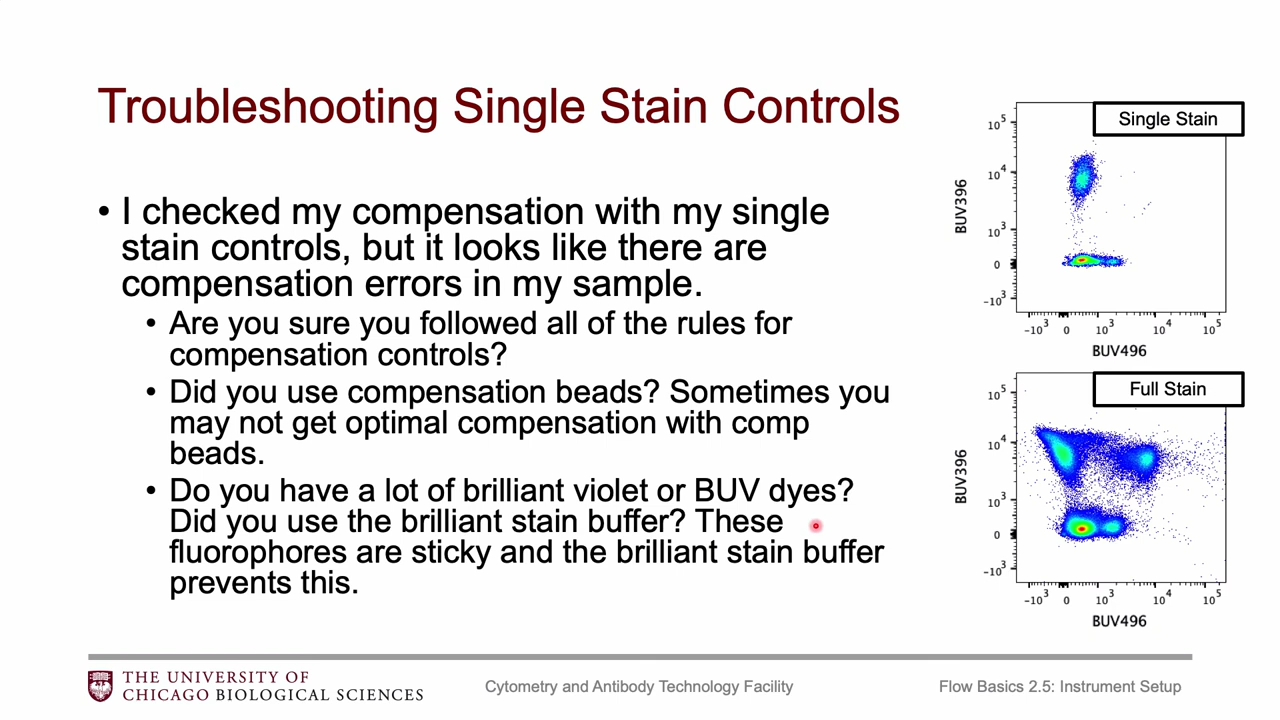 Troubleshooting Single Stain Controls
• I checked my compensation with my single
stain controls, but it looks like there are
compensation errors in my sample.
• Are you sure you followed all of the rules for
compensation controls?
• Did you use compensation beads? Sometimes you
may not get optimal compensation with comp
beads.
• Do you have a lot of brilliant violet or BUV dyes?
Did you use the brilliant stain buffer? These
fluorophores are sticky and the brilliant stain buffer
prevents this.
Single Stain
10⁵
10⁴
10³
0
-10³
BUV396
-10³ 0 10³ 10⁴ 10⁵
BUV496
Full Stain
10⁵
10⁴
10³
0
-10³
BUV396
-10³ 0 10³ 10⁴ 10⁵
BUV496
THE UNIVERSITY OF
CHICAGO BIOLOGICAL SCIENCES
Cytometry and Antibody Technology Facility
Flow Basics 2.5: Instrument Setup